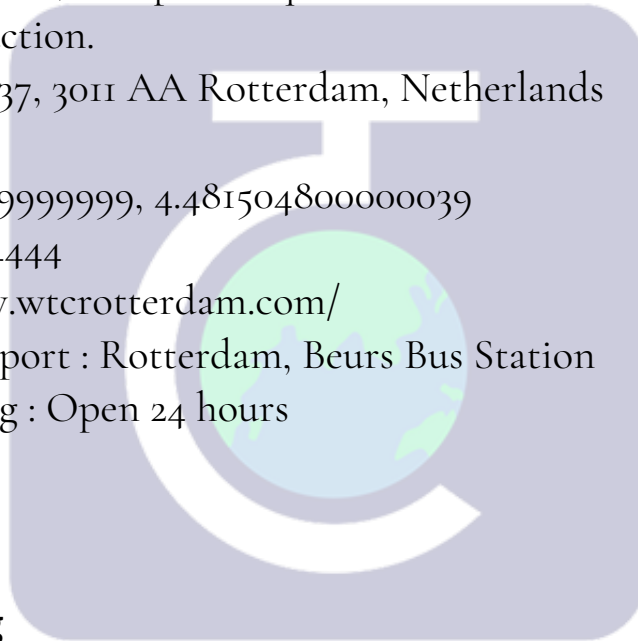 ction.
37, 3011 AA Rotterdam, Netherlands
9999999, 4.481504800000039
4444
.wtcrotterdam.com/
port : Rotterdam, Beurs Bus Station
g : Open 24 hours